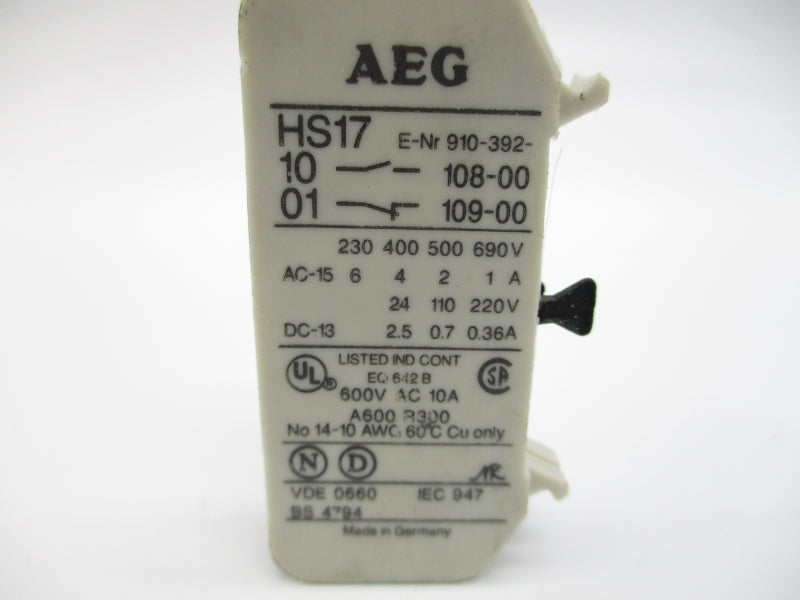 AEG
HS17 E-Nr 910-392-
10 108-00
01 109-00
230 400 500 690V
AC-15 6 4 2 1 A
24 110 220V
DC-13 2.5 0.7 0.36A
UL ® LISTED IND CONT SA
642 B
600V AC 10A
A600 R300
No 14-10 AWG 60°C Cu only
N D
VDE 0660 IEC 947
BS 4794
Made in Germany